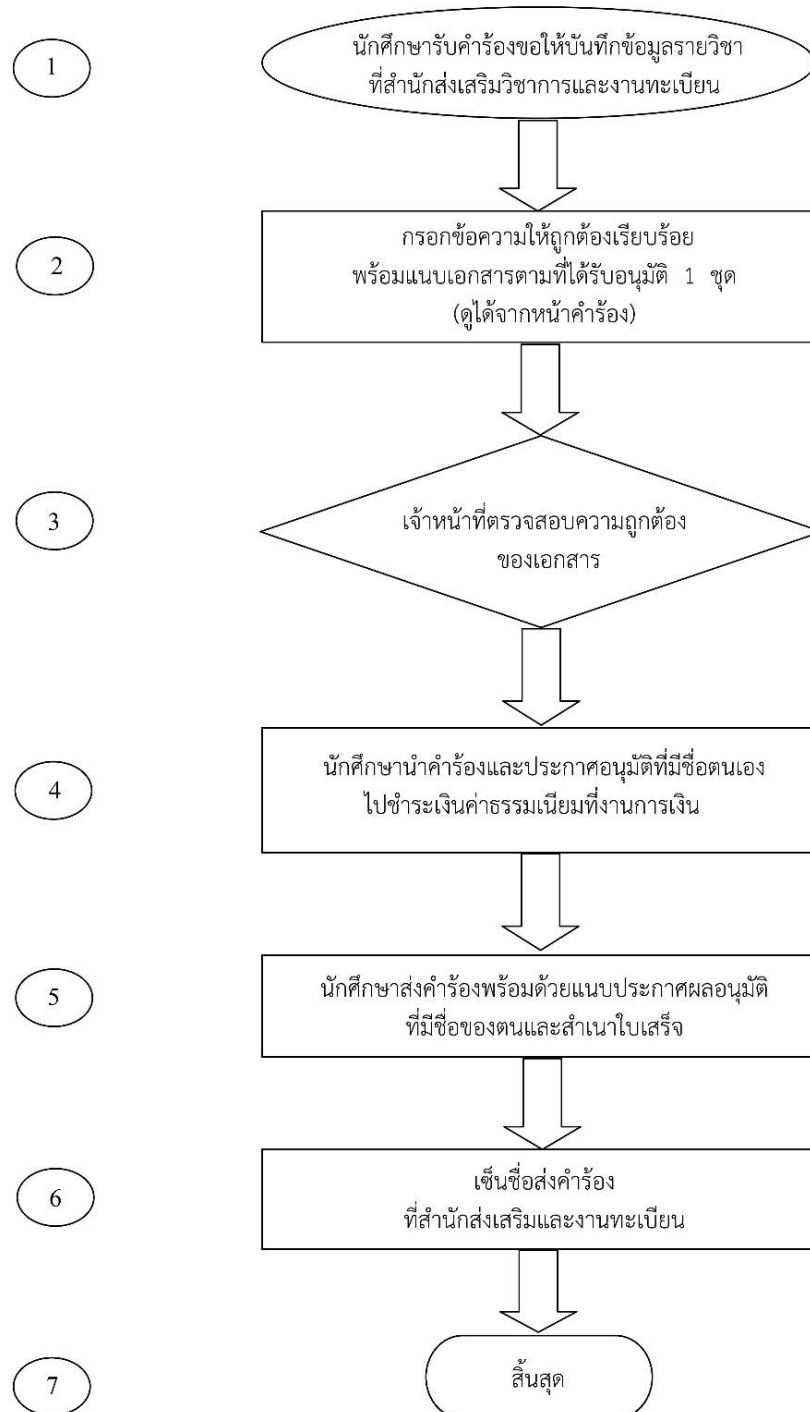 1
นักศึกษารับคำร้องขอให้บันทึกข้อมูลรายวิชา
ที่สำนักส่งเสริมวิชาการและงานทะเบียน
2
กรอกข้อความให้ถูกต้องเรียบร้อย
พร้อมแนบเอกสารตามที่ได้รับอนุมัติ 1 ชุด
(ดูได้จากหน้าคำร้อง)
3
เจ้าหน้าที่ตรวจสอบความถูกต้อง
ของเอกสาร
4
นักศึกษานำคำร้องและประกาศอนุมัติที่มีชื่อตนเอง
ไปชำระเงินค่าธรรมเนียมที่งานการเงิน
5
นักศึกษาส่งคำร้องพร้อมด้วยแนบประกาศผลอนุมัติ
ที่มีชื่อของตนและสำเนาใบเสร็จ
6
เซ็นชื่อส่งคำร้อง
ที่สำนักส่งเสริมและงานทะเบียน
7
สิ้นสุด